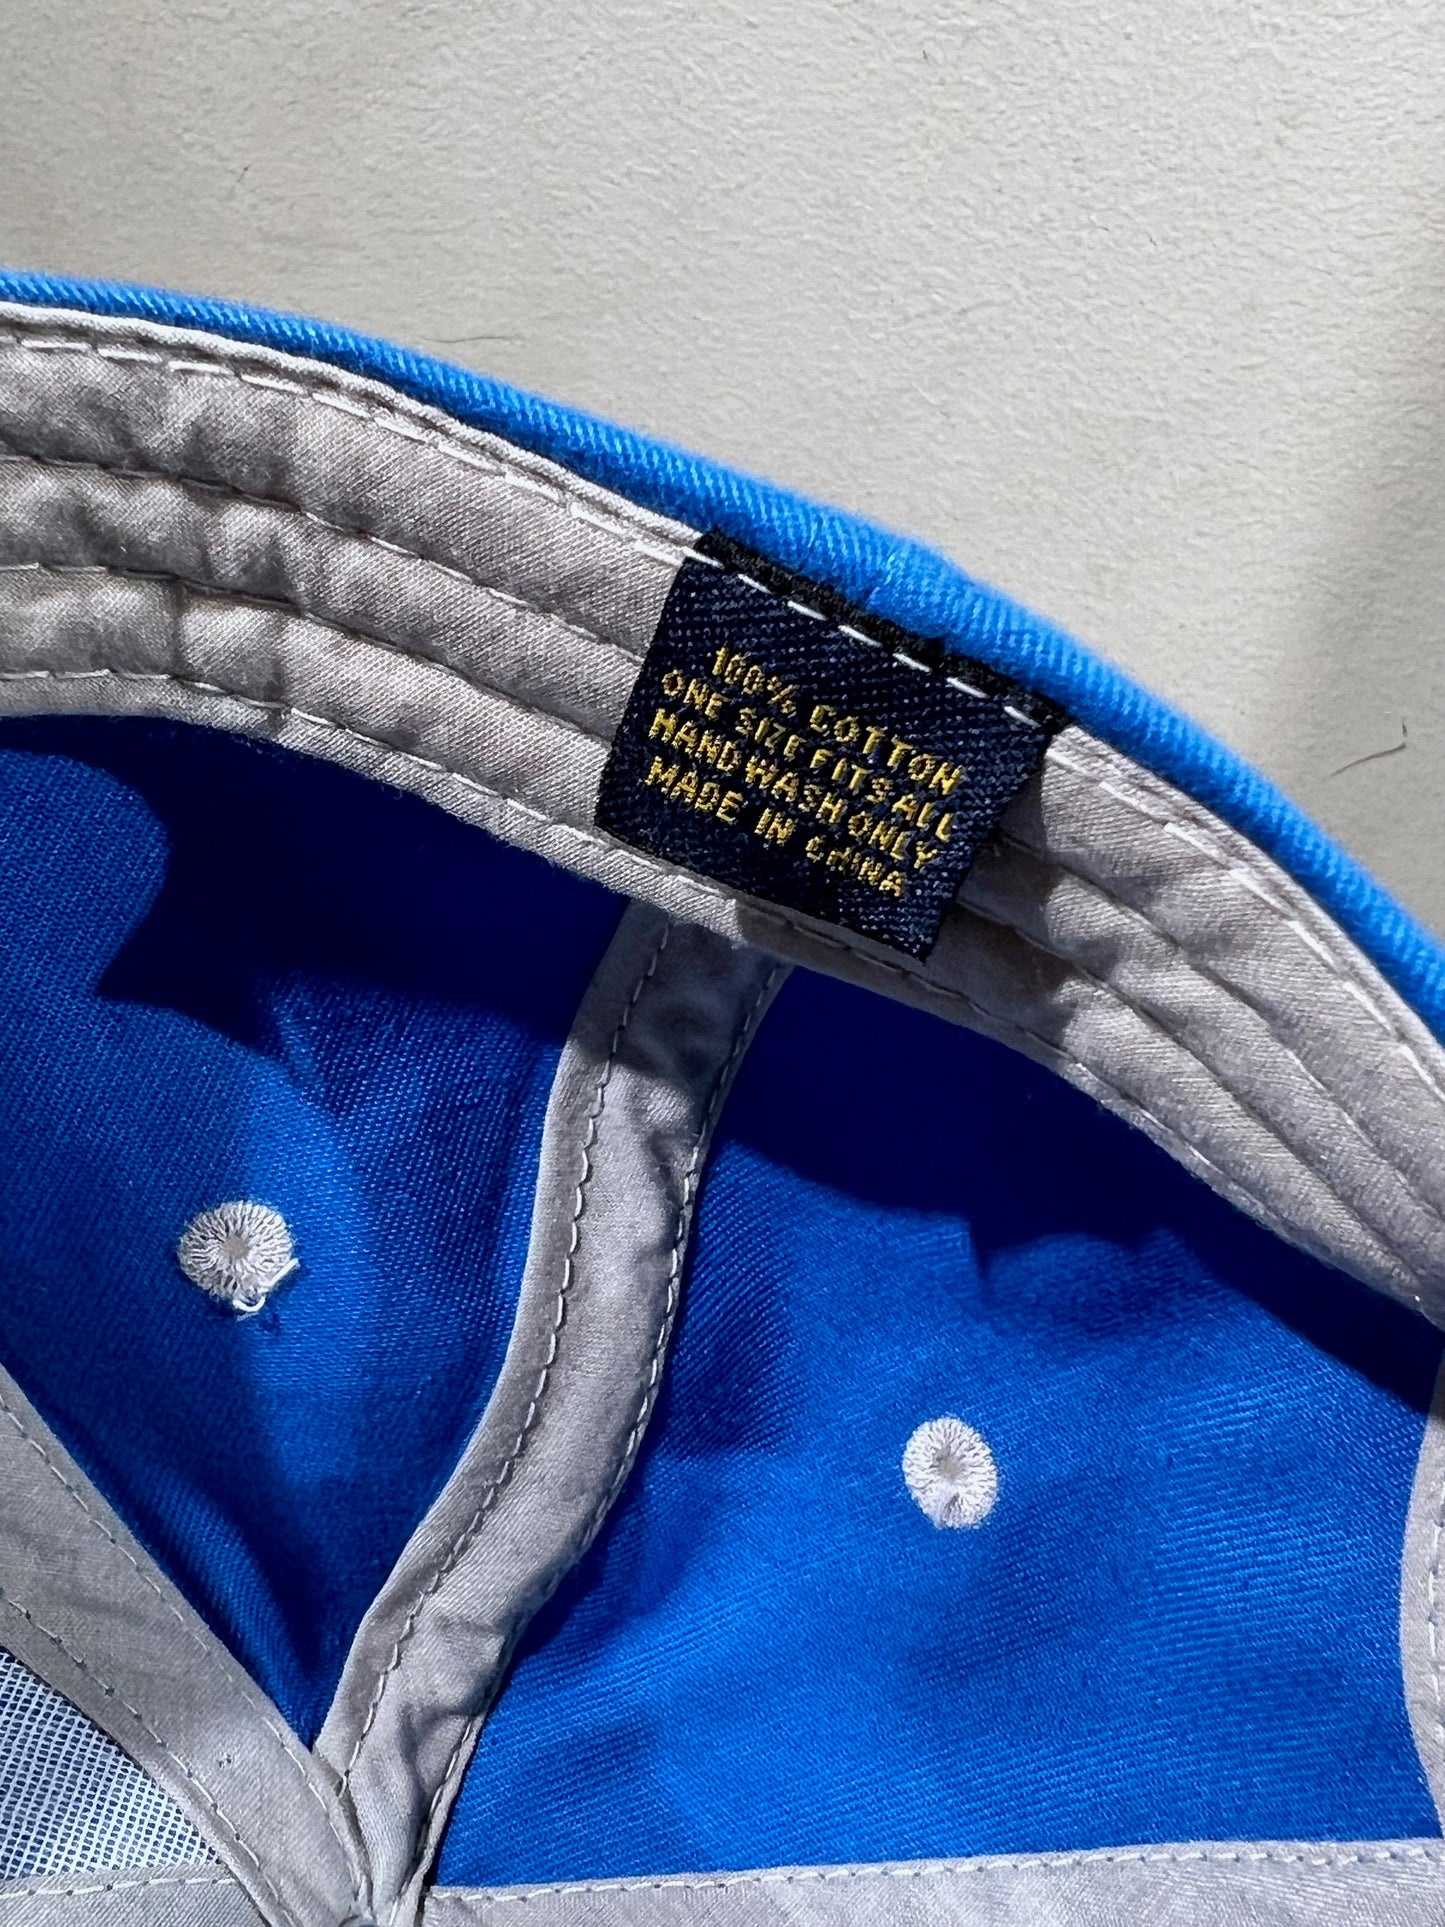 100% COTTON
ONE SIZE FITS ALL
HAND WASH ONLY
MADE IN CHINA